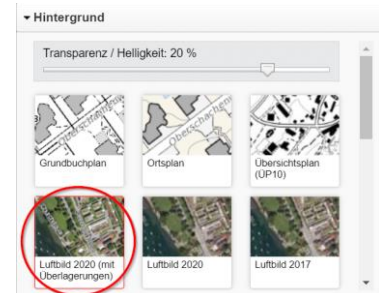 Hintergrund
Transparenz / Helligkeit: 20 %
Grundbuchplan
Ortsplan
Übersichtsplan
(ÜP10)
Luftbild 2020 (mit
Überlagerungen)
Luftbild 2020
Luftbild 2017